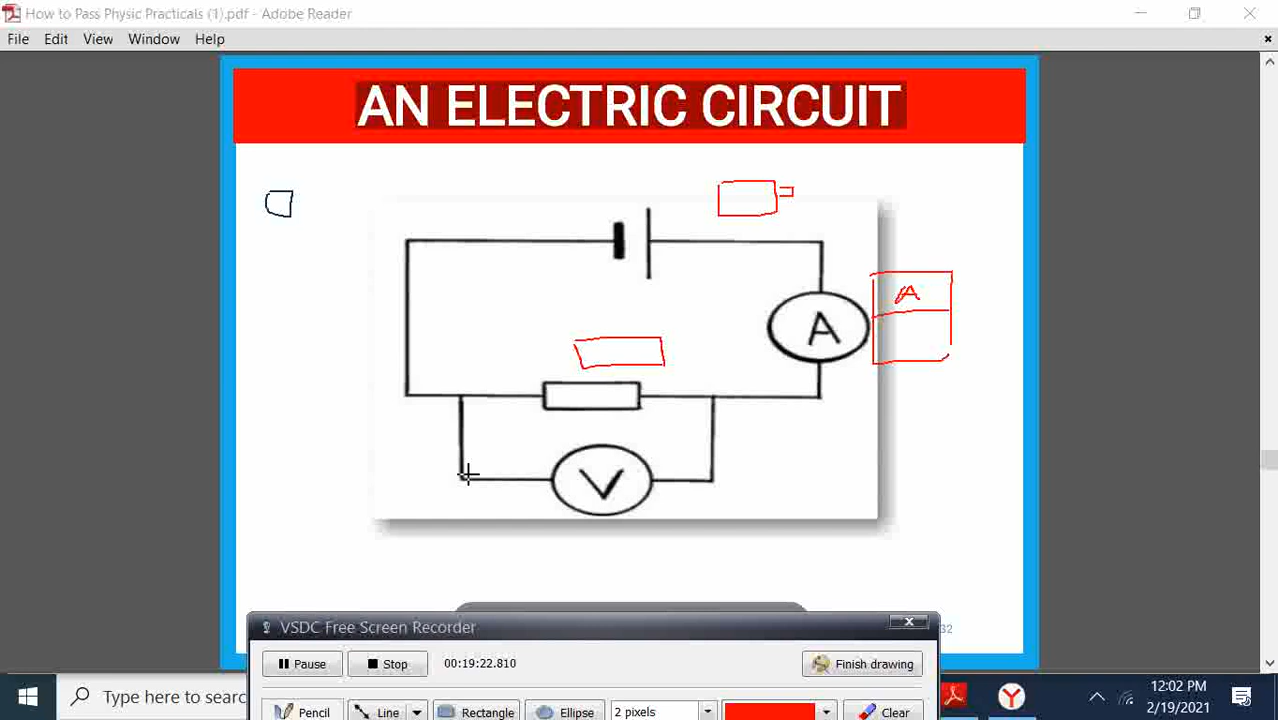 How to Pass Physic Practicals (1).pdf - Adobe Reader
File Edit View Window Help
AN ELECTRIC CIRCUIT
A
A
V
32
VSDC Free Screen Recorder
Pause Stop 00:19:22.810 Finish drawing
Pencil Line Rectangle Ellipse 2 pixels Clear
Type here to searc
12:02 PM
2/19/2021